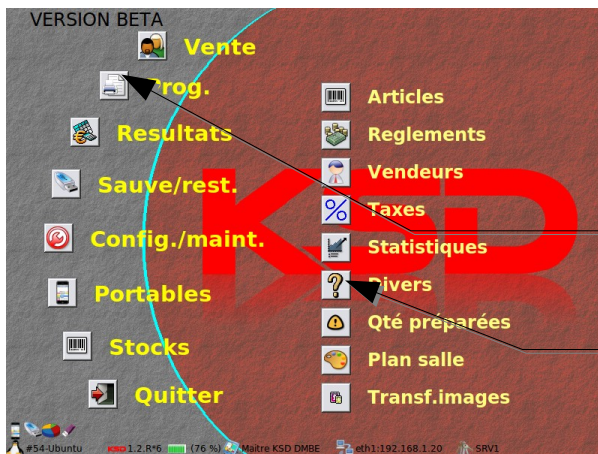 VERSION BETA
Vente
Prog.
Resultats
Sauve/rest.
Config./maint.
Portables
Stocks
Quitter
Articles
Reglements
Vendeurs
Taxes
Statistiques
Divers
Qté préparées
Plan salle
Transf.images
KSD
#54-Ubuntu KSD 1.2.R*6 (76 %) Maitre KSD DMBE eth1:192.168.1.20 SRV1